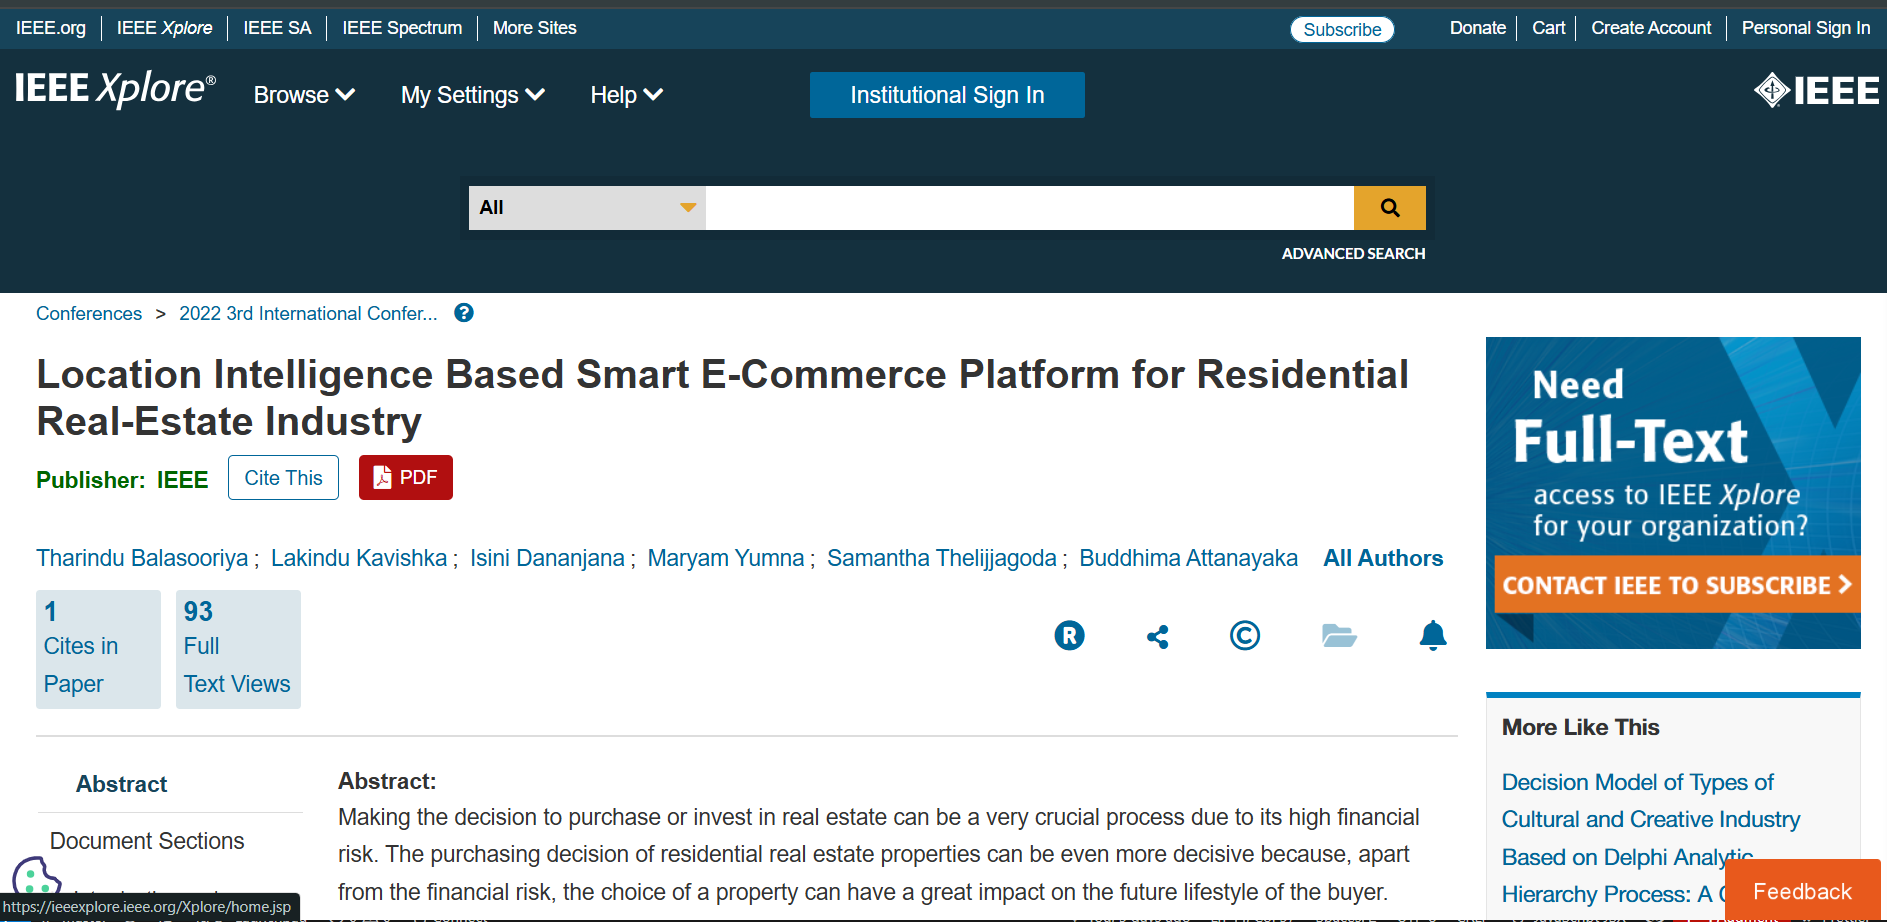 IEEE.org IEEE Xplore IEEE SA IEEE Spectrum More Sites Subscribe Donate Cart Create Account Personal Sign In
IEEE Xplore® Browse My Settings Help Institutional Sign In IEEE
All
ADVANCED SEARCH
Conferences > 2022 3rd International Confer... ?
Location Intelligence Based Smart E-Commerce Platform for Residential
Real-Estate Industry
Publisher: IEEE Cite This PDF
Tharindu Balasooriya ; Lakindu Kavishka ; Isini Dananjana ; Maryam Yumna ; Samantha Thelijjagoda ; Buddhima Attanayaka All Authors
1
Cites in
Paper
93
Full
Text Views
R ©
Abstract
Document Sections
Abstract:
Making the decision to purchase or invest in real estate can be a very crucial process due to its high financial
risk. The purchasing decision of residential real estate properties can be even more decisive because, apart
from the financial risk, the choice of a property can have a great impact on the future lifestyle of the buyer.
Need
Full-Text
access to IEEE Xplore
for your organization?
CONTACT IEEE TO SUBSCRIBE >
More Like This
Decision Model of Types of
Cultural and Creative Industry
Based on Delphi Analytic
Hierarchy Process: A
Feedback
https://ieeexplore.ieee.org/Xplore/home.jsp